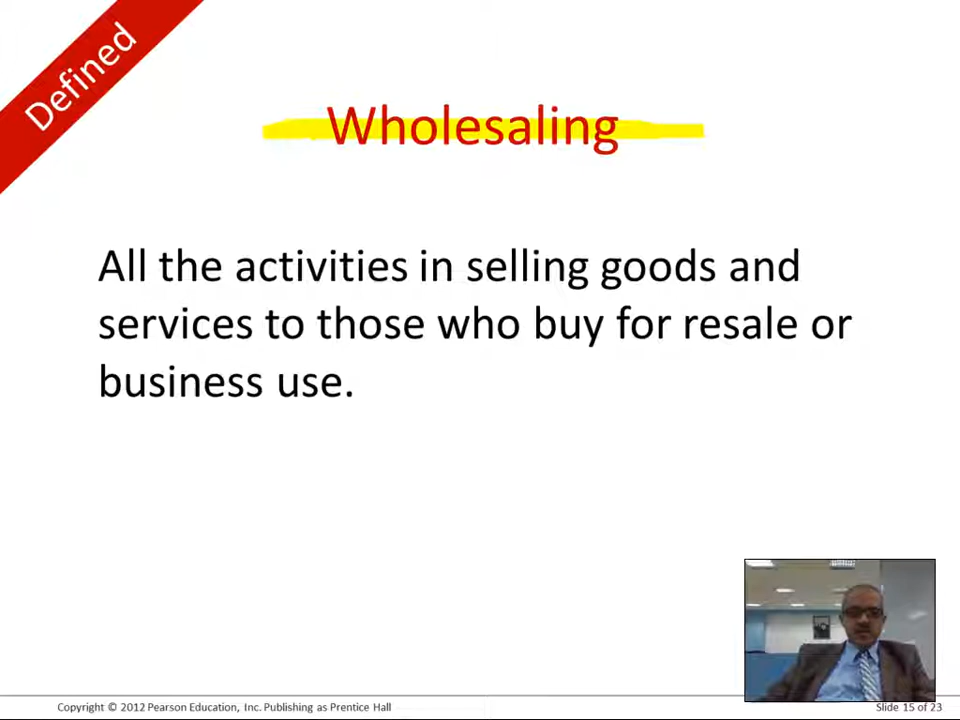 Defined
Wholesaling
All the activities in selling goods and
services to those who buy for resale or
business use.
Copyright © 2012 Pearson Education, Inc. Publishing as Prentice Hall
Slide 15 of 23